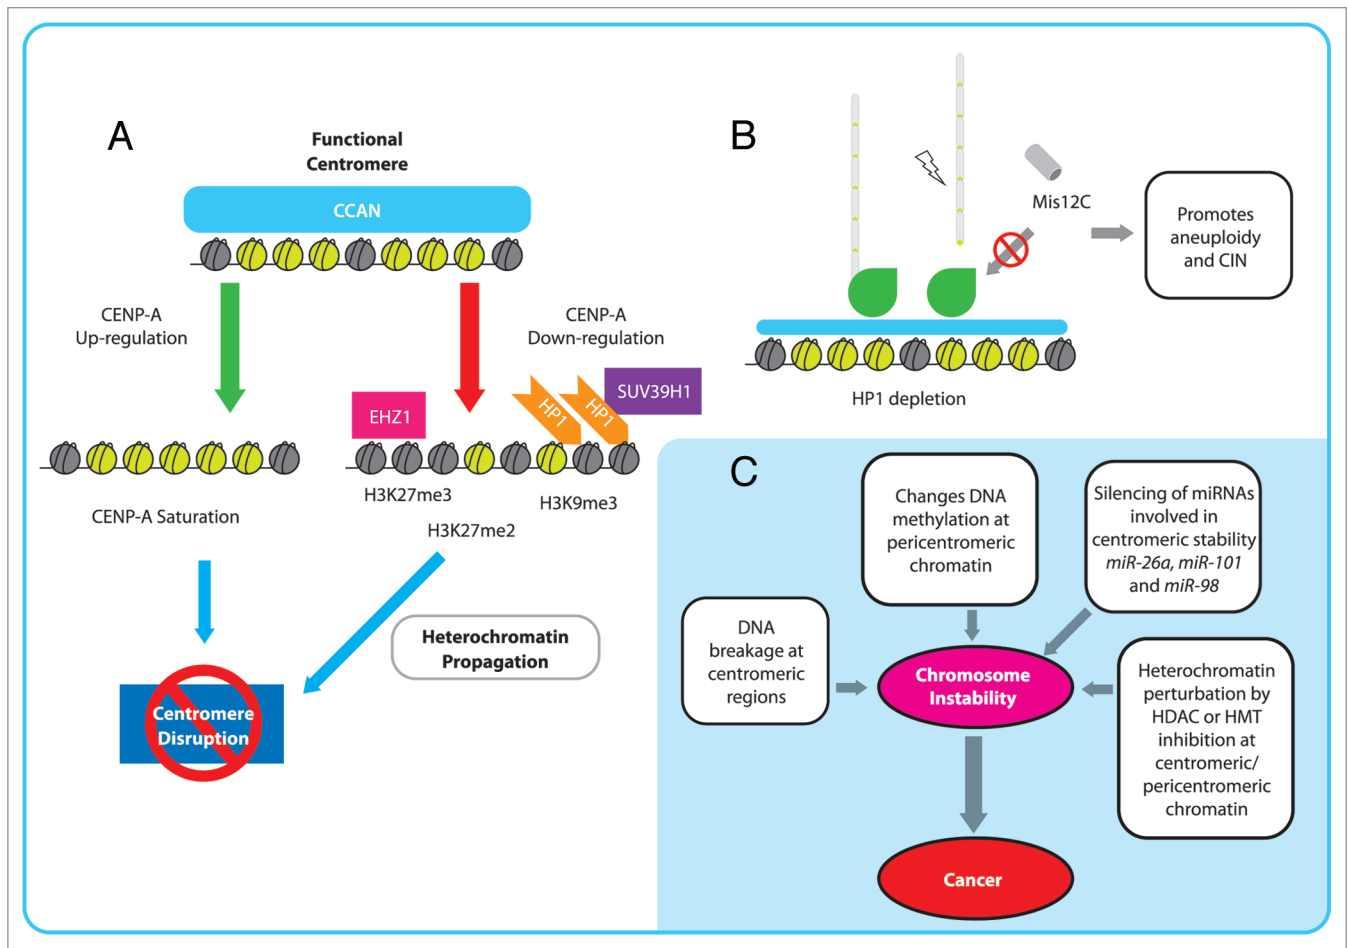 A
Functional
Centromere
CCAN
CENP-A
Up-regulation
CENP-A
Down-regulation
EHZ1
HP1
HP1
SUV39H1
H3K27me3
H3K9me3
H3K27me2
CENP-A Saturation
Heterochromatin
Propagation
Centromere
Disruption
B
Mis12C
Promotes
aneuploidy
and CIN
HP1 depletion
C
Changes DNA
methylation at
pericentromeric
chromatin
Silencing of miRNAs
involved in
centromeric stability
miR-26a, miR-101
and miR-98
DNA
breakage at
centromeric
regions
Chromosome
Instability
Heterochromatin
perturbation by
HDAC or HMT
inhibition at
centromeric/
pericentromeric
chromatin
Cancer